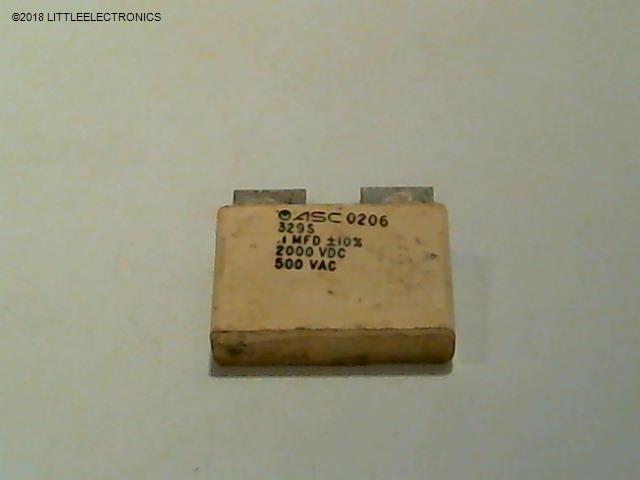 ©2018 LITTLEELECTRONICS
ASC 0206
329S
.1 MFD ±10%
2000 VDC
500 VAC